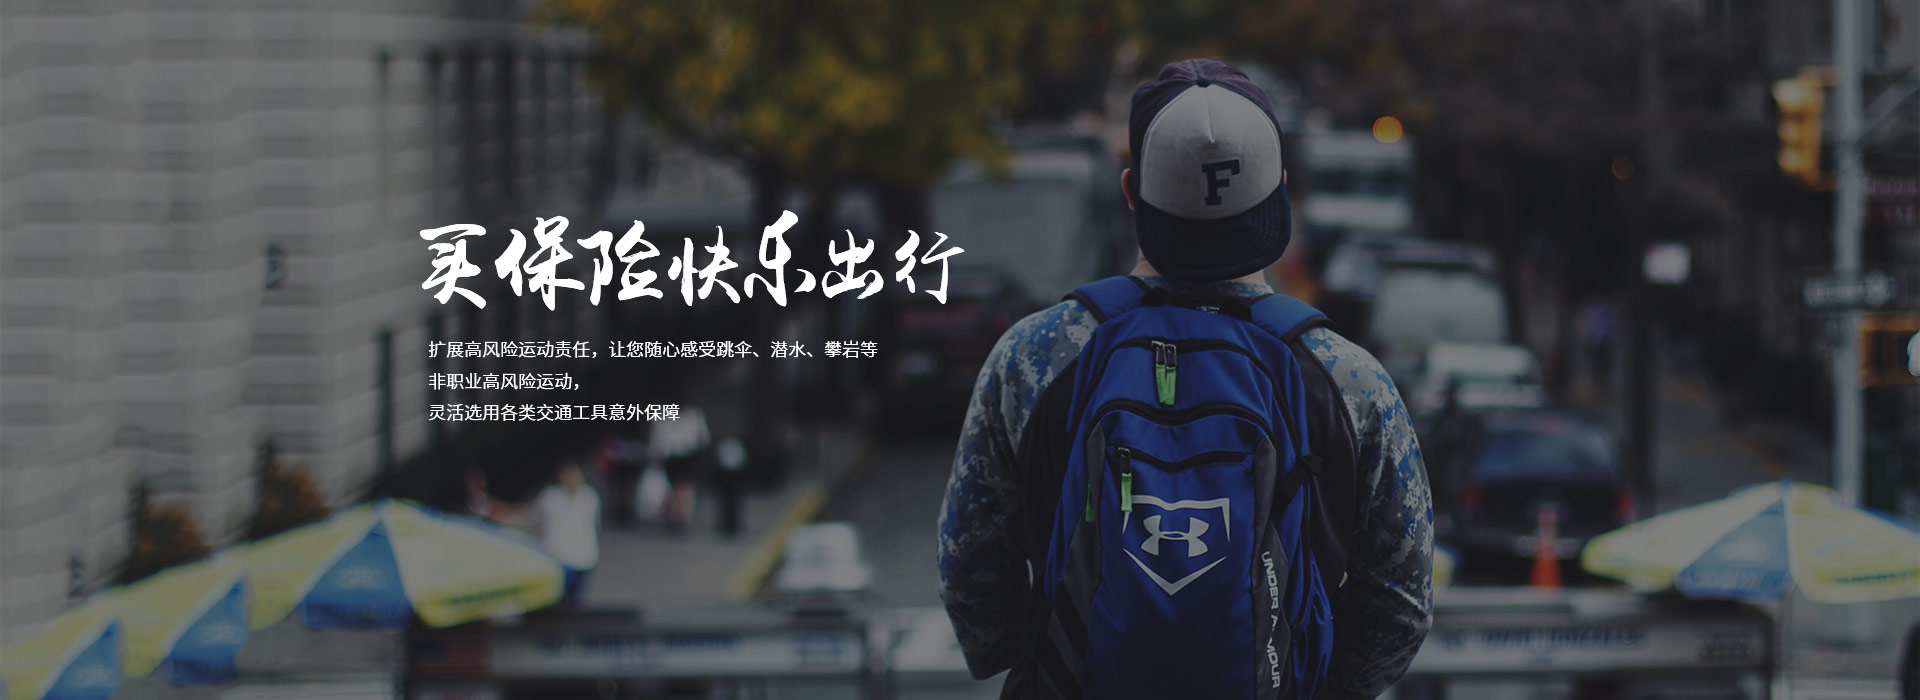 买保险快乐出行
扩展高风险运动责任，让您随心感受跳伞、潜水、攀岩等
非职业高风险运动，
灵活选用各类交通工具意外保障
F
UNDER ARMOUR